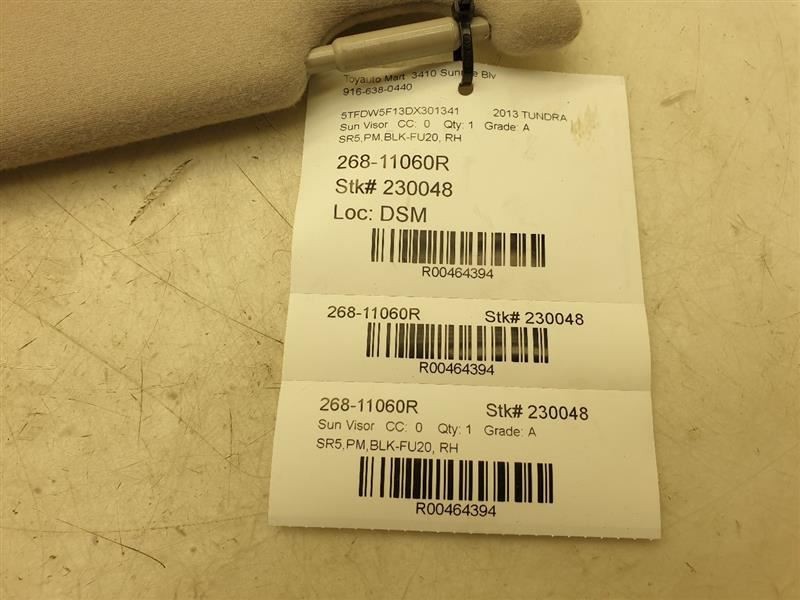 Toyauto Mart 3410 Sunrise Blv
916-638-0440
5TFDW5F13DX301341 2013 TUNDRA
Sun Visor CC: 0 Qty: 1 Grade: A
SR5,PM,BLK-FU20, RH
268-11060R
Stk# 230048
Loc: DSM
R00464394
268-11060R Stk# 230048
R00464394
268-11060R Stk# 230048
Sun Visor CC: 0 Qty: 1 Grade: A
SR5,PM,BLK-FU20, RH
R00464394